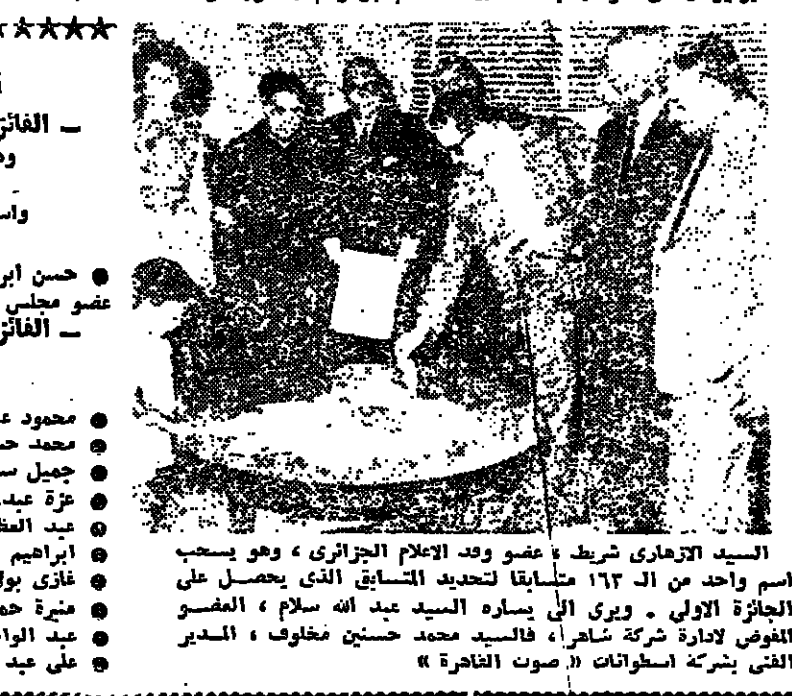 – الفائز
واس
حسن ابر
عضو مجلس
– الفائز
محمود ع
محمد حس
جميل س
عزة عبد
عبد العظ
ابراهيم
غازى بو
منيرة حم
عبد الوا
على عبد
السيد الازهارى شريط ، عضو وفد الاعلام الجزائرى ، وهو يسحب
اسم واحد من الـ ١٦٣ متسابقا لتحديد المتسابق الذى يحصل على
الجائزة الاولي . ويرى الى يساره السيد عبد الله سلام ، العضو
المفوض لادارة شركة شاهر ، فالسيد محمد حسنين مخلوف ، المدير
الفنى بشركة اسطوانات « صوت القاهرة »